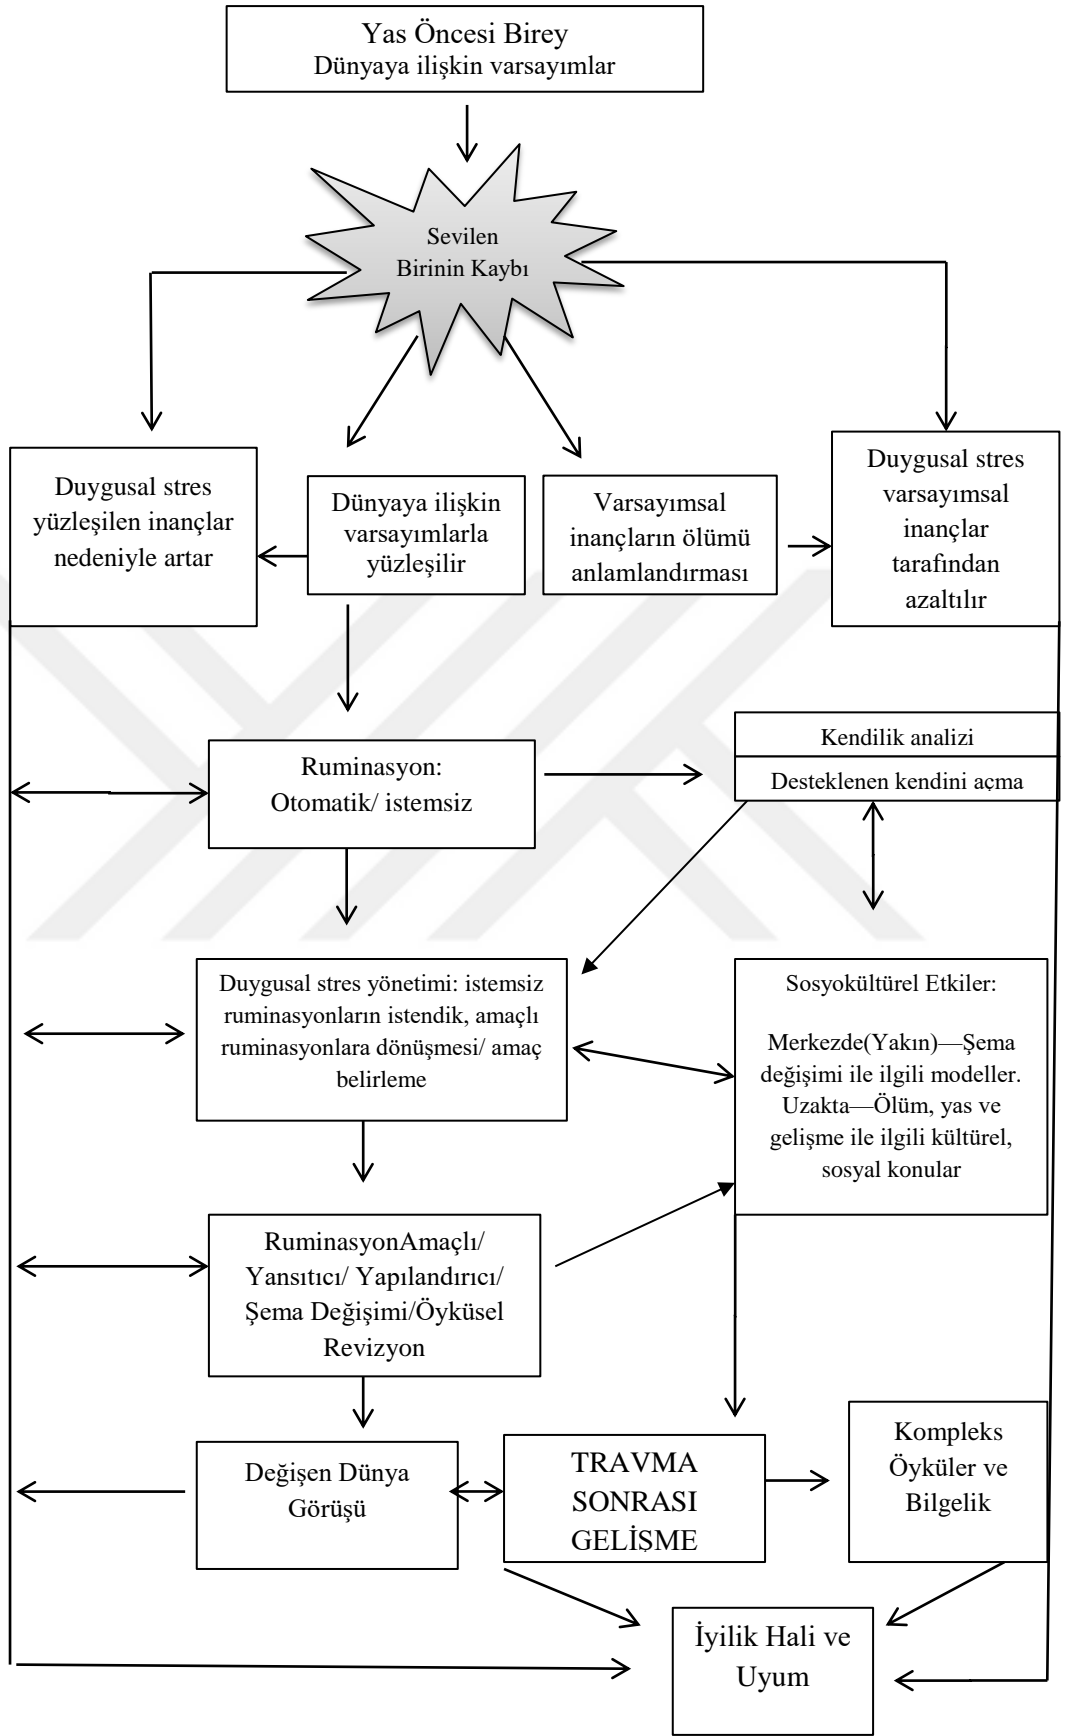 Yas Öncesi Birey
Dünyaya ilişkin varsayımlar
Sevilen
Birinin Kaybı
Duygusal stres
yüzleşilen inançlar
nedeniyle artar
Dünyaya ilişkin
varsayımlarla
yüzleşilir
Varsayımsal
inançların ölümü
anlamlandırması
Duygusal stres
varsayımsal
inançlar
tarafından
azaltılır
Ruminasyon:
Otomatik/ istemsiz
Kendilik analizi
Desteklenen kendini açma
Duygusal stres yönetimi: istemsiz
ruminasyonların istendik, amaçlı
ruminasyonlara dönüşmesi/ amaç
belirleme
Sosyokültürel Etkiler:
Merkezde(Yakın)—Şema
değişimi ile ilgili modeller.
Uzakta—Ölüm, yas ve
gelişme ile ilgili kültürel,
sosyal konular
RuminasyonAmaçlı/
Yansıtıcı/ Yapılandırıcı/
Şema Değişimi/Öyküsel
Revizyon
Değişen Dünya
Görüşü
TRAVMA
SONRASI
GELİŞME
Kompleks
Öyküler ve
Bilgelik
İyilik Hali ve
Uyum